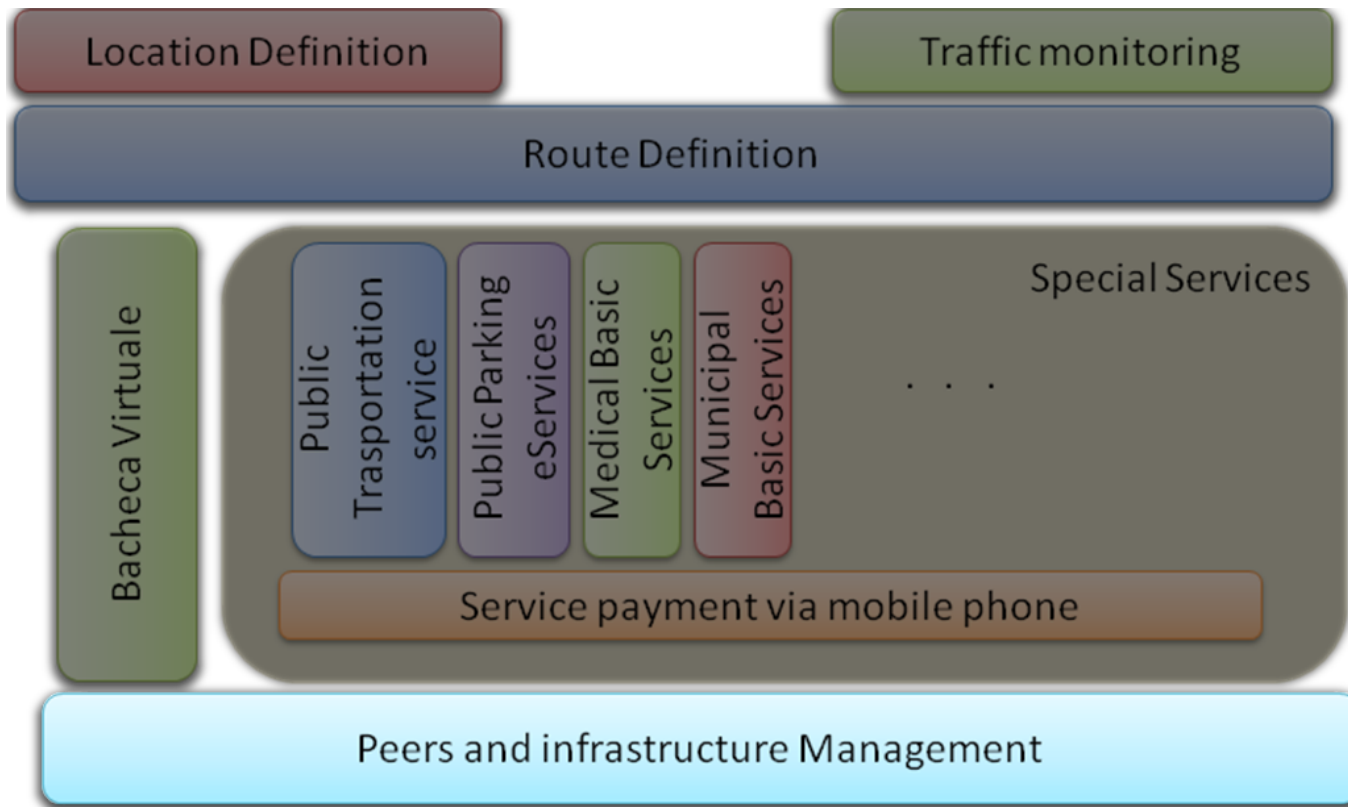 Location Definition
Traffic monitoring
Route Definition
Bacheca Virtuale
Public
Trasportation
service
Public Parking
eServices
Medical Basic
Services
Municipal
Basic Services
Special Services
. . .
Service payment via mobile phone
Peers and infrastructure Management